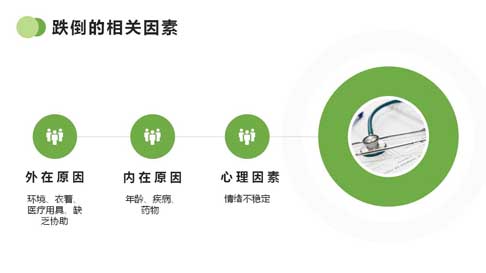 跌倒的相关因素
外在原因
环境、衣着、
医疗用具、缺
乏协助
内在原因
年龄、疾病、
药物
心理因素
情绪不稳定